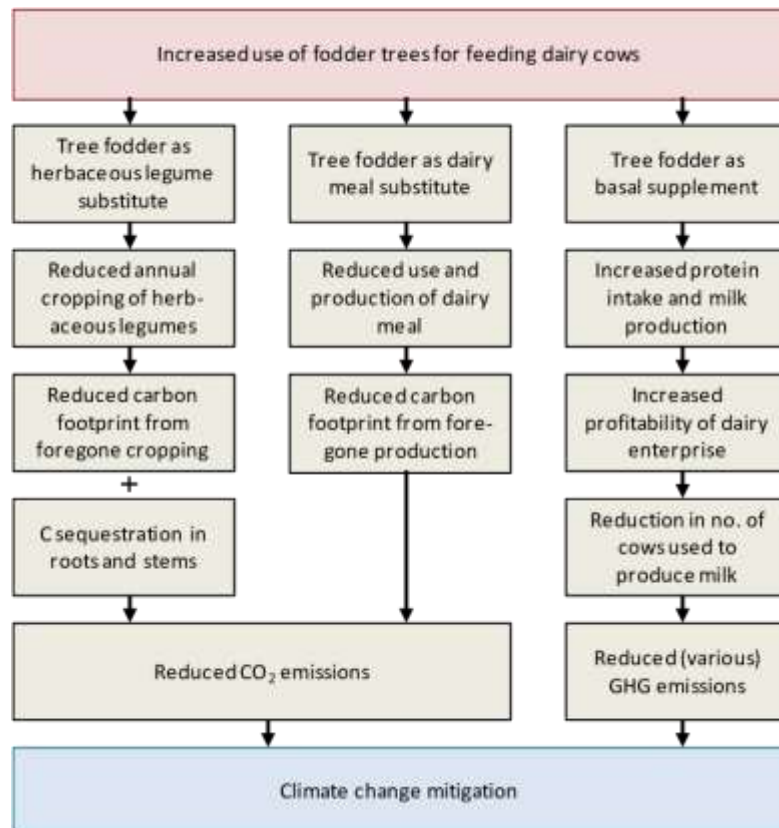 Increased use of fodder trees for feeding dairy cows
Tree fodder as
herbaceous legume
substitute
Tree fodder as dairy
meal substitute
Tree fodder as
basal supplement
Reduced annual
cropping of herb-
aceous legumes
Reduced use and
production of dairy
meal
Increased protein
intake and milk
production
Reduced carbon
footprint from
foregone cropping
Reduced carbon
footprint from fore-
gone production
Increased
profitability of dairy
enterprise
+
C sequestration in
roots and stems
Reduction in no. of
cows used to
produce milk
Reduced CO₂ emissions
Reduced (various)
GHG emissions
Climate change mitigation